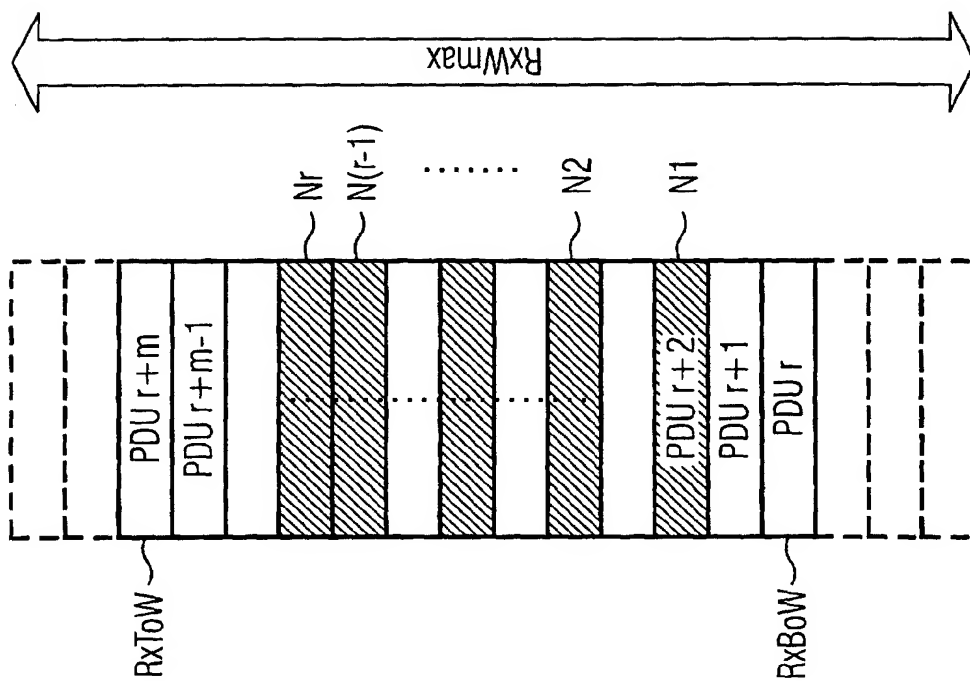 RxToW
PDU r+m
PDU r+m-1
Nr
N(r-1)
.......
N2
N1
PDU r+2
PDU r+1
PDU r
RxBoW
RxWmax